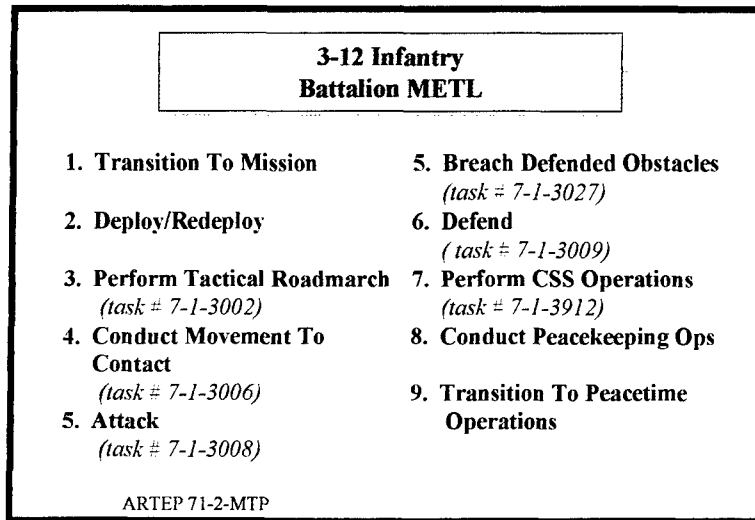 3-12 Infantry
Battalion METL
1. Transition To Mission
2. Deploy/Redeploy
3. Perform Tactical Roadmarch
(task # 7-1-3002)
4. Conduct Movement To
Contact
(task # 7-1-3006)
5. Attack
(task # 7-1-3008)
5. Breach Defended Obstacles
(task # 7-1-3027)
6. Defend
( task # 7-1-3009)
7. Perform CSS Operations
(task # 7-1-3912)
8. Conduct Peacekeeping Ops
9. Transition To Peacetime
Operations
ARTEP 71-2-MTP